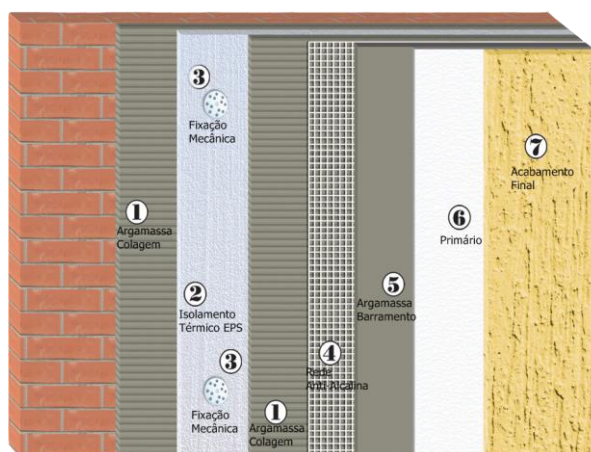 3
Fixação
Mecânica
7
Acabamento
Final
1
Argamassa
Colagem
6
Primário
2
Isolamento
Térmico EPS
5
Argamassa
Barramento
3
Fixação
Mecânica
4
Rede
Anti-Alcalina
1
Argamassa
Colagem